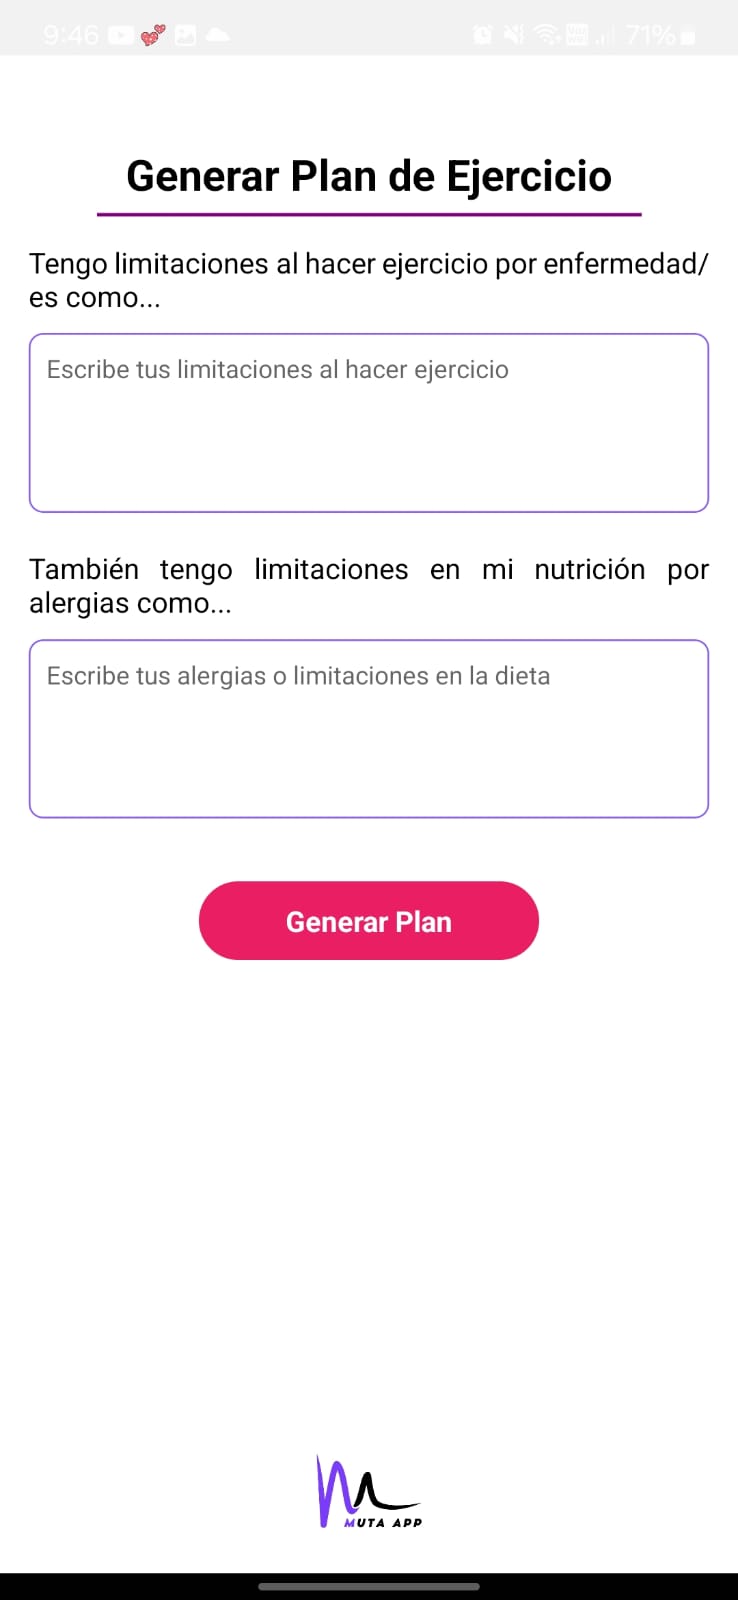 9:46
71%
Generar Plan de Ejercicio
Tengo limitaciones al hacer ejercicio por enfermedad/
es como...
Escribe tus limitaciones al hacer ejercicio
También tengo limitaciones en mi nutrición por
alergias como...
Escribe tus alergias o limitaciones en la dieta
Generar Plan
MUTA APP